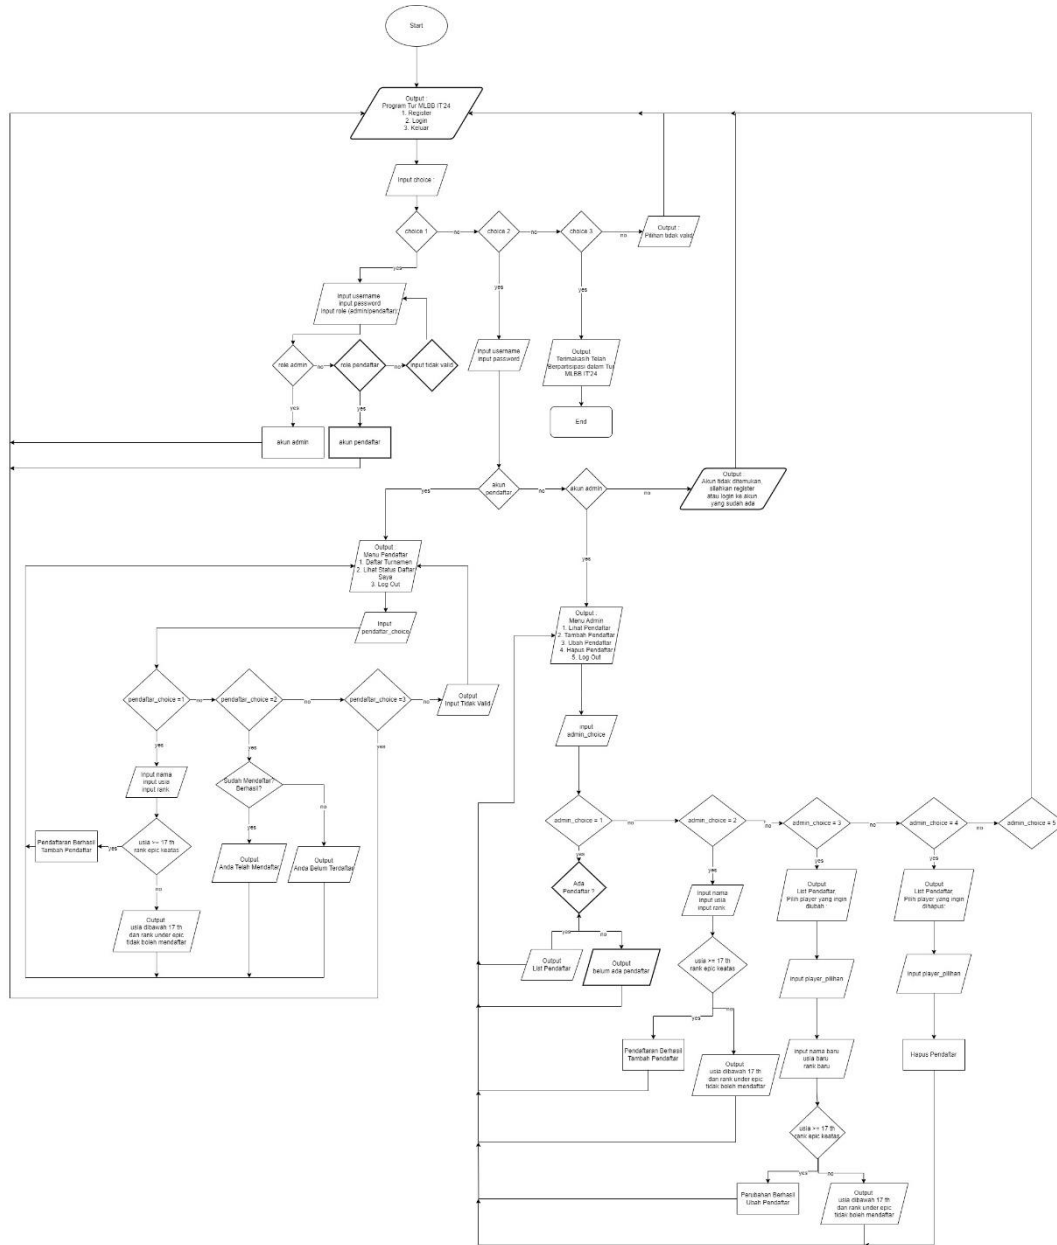 Start
Output :
Program Tur MLBB IT'24
1. Register
2. Login
3. Keluar
Input choice :
choice 1
no
choice 2
no
choice 3
no
Output :
Pilihan tidak valid
yes
yes
yes
Input username
input password
input role (admin/pendaftar)
role admin
no
role pendaftar
no
input tidak valid
yes
yes
akun admin
akun pendaftar
Input username
input password
Output
Terimakasih Telah
Berpartisipasi dalam Tur
MLBB IT'24
End
yes
akun
pendaftar
no
akun admin
no
Output :
Akun tidak ditemukan,
silahkan register
atau login ke akun
yang sudah ada
yes
Output
Menu Pendaftar
1. Daftar Turnamen
2. Lihat Status Daftar
Saya
3. Log Out
Input
pendaftar_choice
pendaftar_choice =1
no
pendaftar_choice =2
no
pendaftar_choice =3
no
Output
Input Tidak Valid
yes
yes
yes
Input nama
input usia
input rank
Sudah Mendaftar?
Berhasil?
no
yes
Pendaftaran Berhasil
Tambah Pendaftar
yes
usia >= 17 th
rank epic keatas
no
Output
Anda Telah Mendaftar
Output
Anda Belum Terdaftar
Output
usia dibawah 17 th
dan rank under epic
tidak boleh mendaftar
Output :
Menu Admin
1. Lihat Pendaftar
2. Tambah Pendaftar
3. Ubah Pendaftar
4. Hapus Pendaftar
5. Log Out
input
admin_choice
admin_choice = 1
no
admin_choice = 2
no
admin_choice = 3
no
admin_choice = 4
no
admin_choice = 5
yes
yes
yes
yes
Ada
Pendaftar ?
yes
no
Output
List Pendaftar
Output
belum ada pendaftar
Input nama
input usia
input rank
usia >= 17 th
rank epic keatas
yes
no
Pendaftaran Berhasil
Tambah Pendaftar
Output
usia dibawah 17 th
dan rank under epic
tidak boleh mendaftar
Output
List Pendaftar,
Pilih player yang ingin
diubah:
Input player_pilihan
input nama baru
usia baru
rank baru
usia >= 17 th
rank epic keatas
yes
no
Perubahan Berhasil
Ubah Pendaftar
Output
usia dibawah 17 th
dan rank under epic
tidak boleh mendaftar
Output
List Pendaftar,
Pilih player yang ingin
dihapus:
Input player_pilihan
Hapus Pendaftar